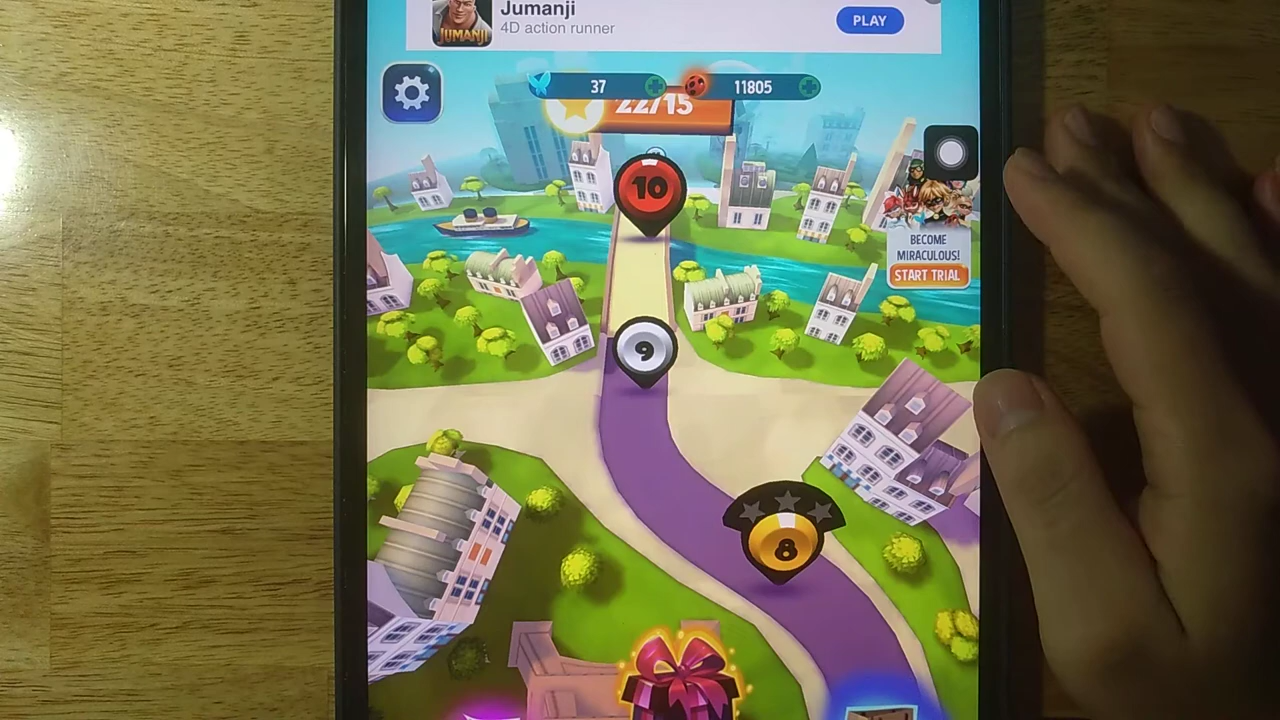 Jumanji
4D action runner
JUMANJI
PLAY
37
11805
22/15
10
BECOME
MIRACULOUS!
START TRIAL
9
8